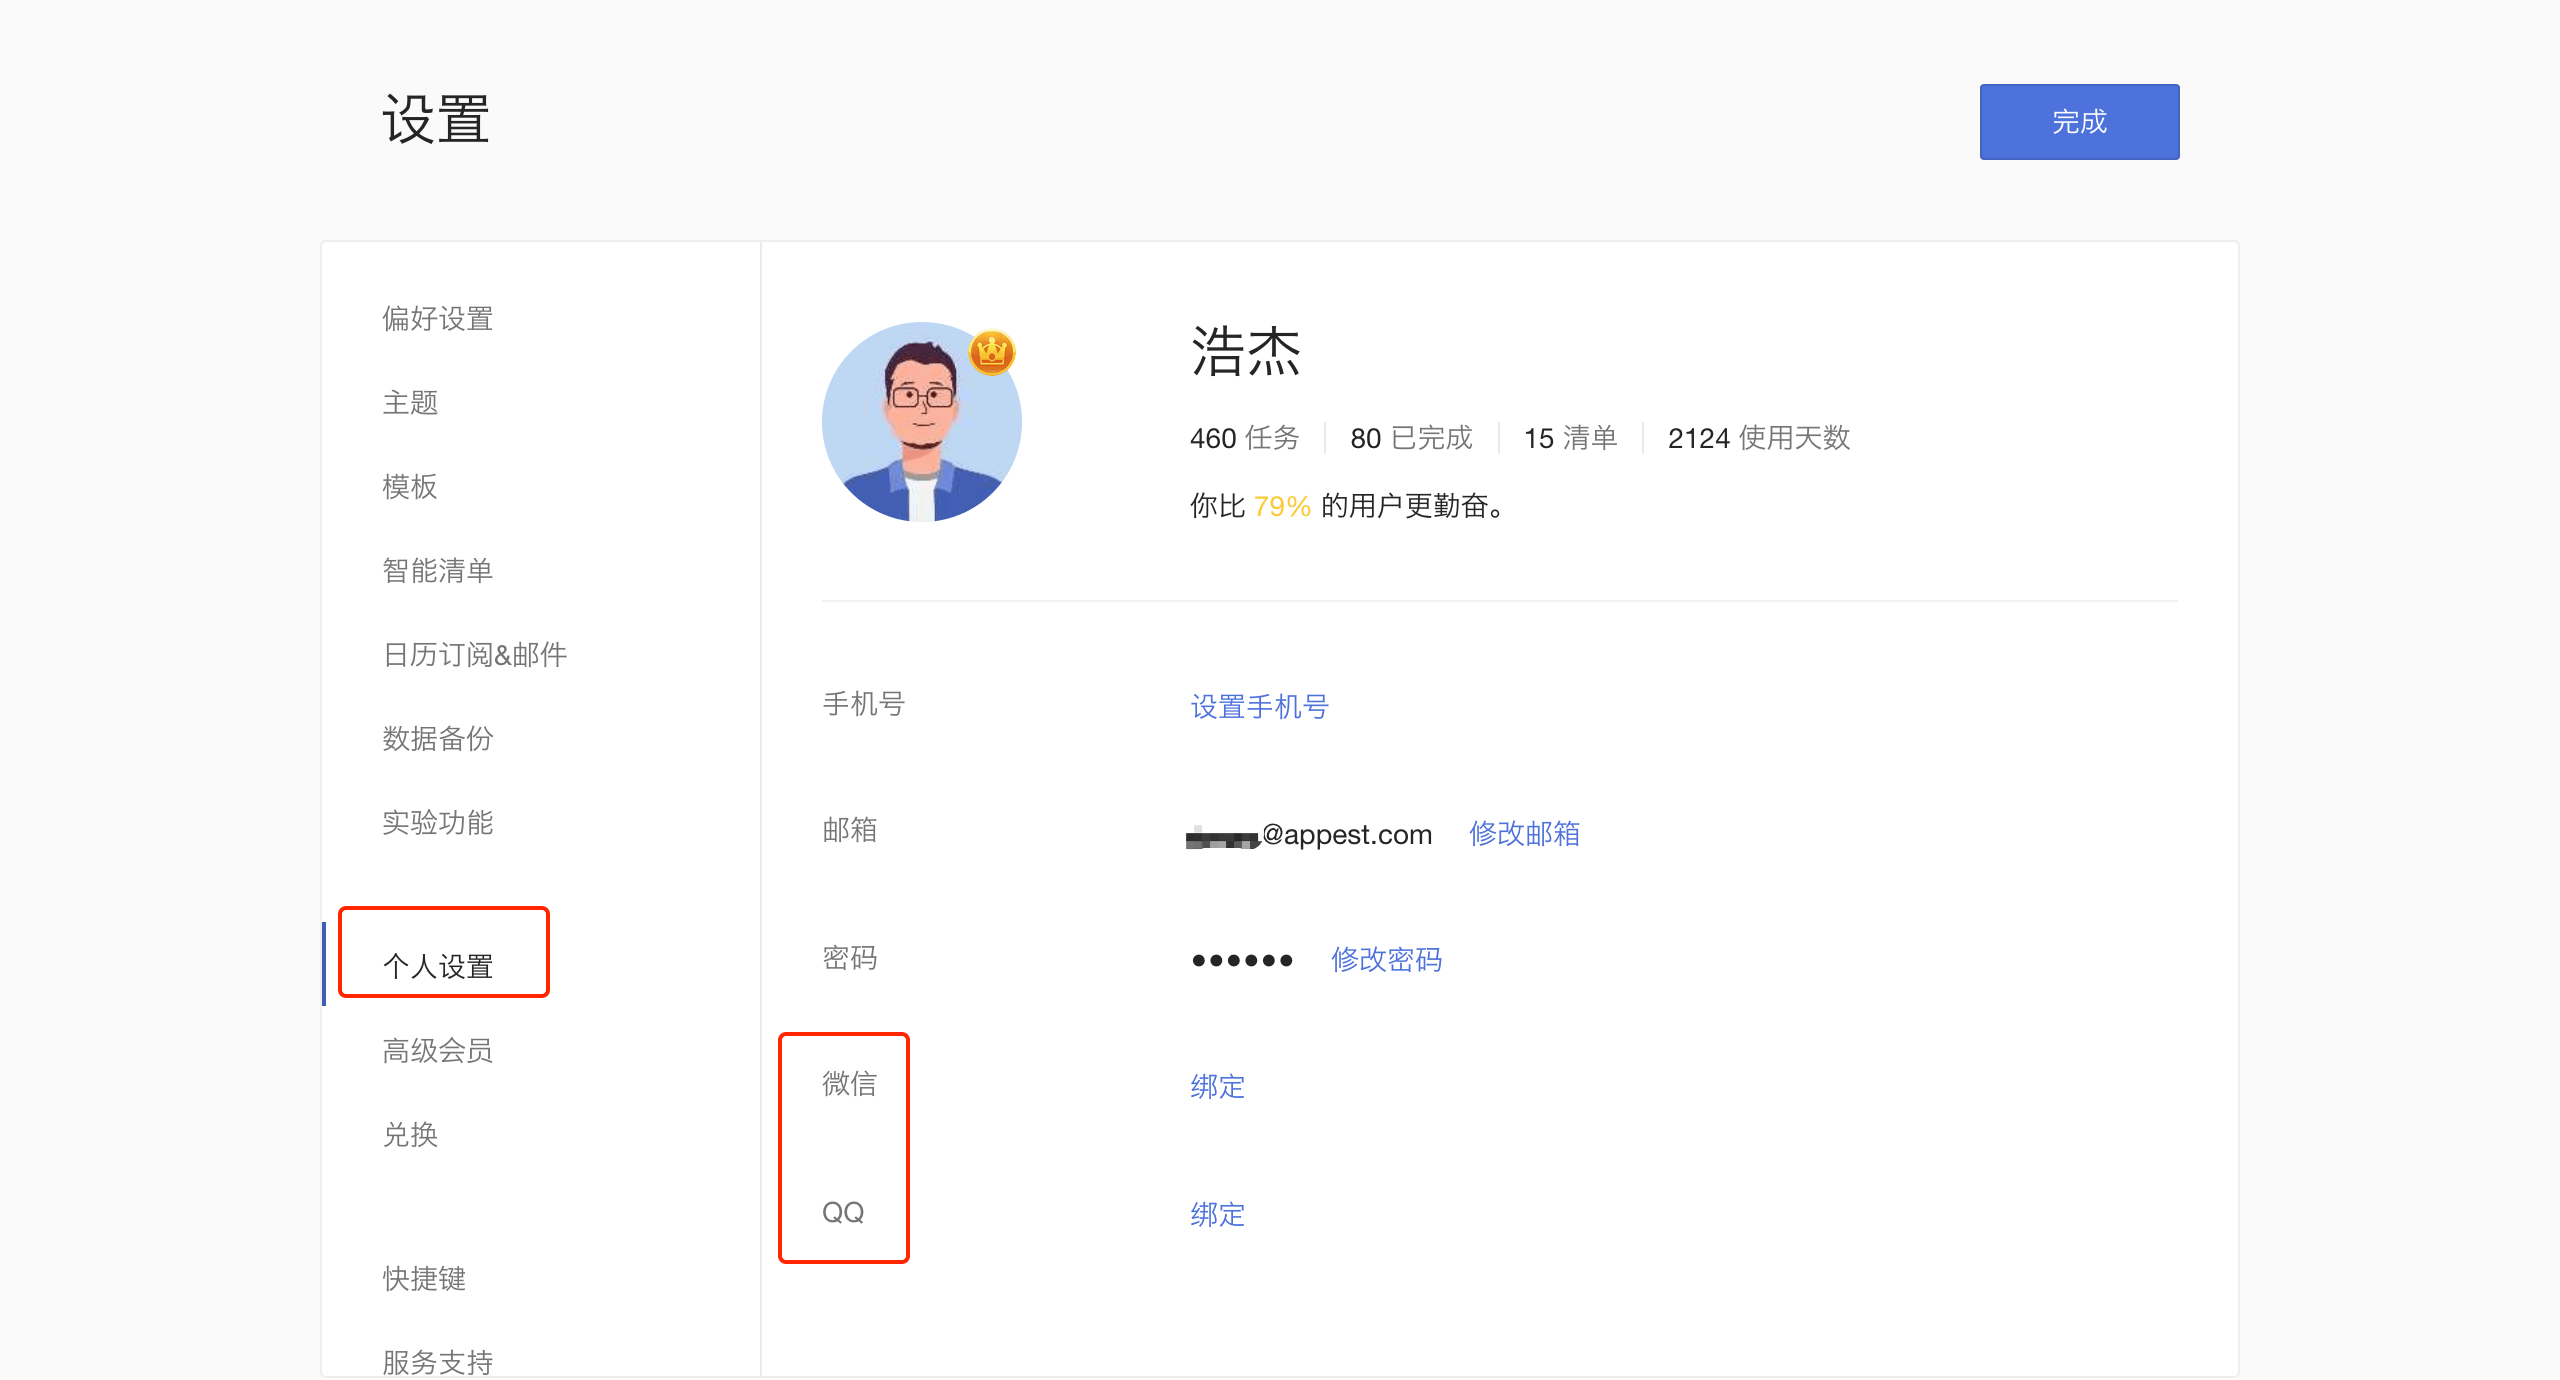 设置
完成
偏好设置
主题
模板
智能清单
日历订阅&邮件
数据备份
实验功能
个人设置
高级会员
兑换
快捷键
服务支持
浩杰
460 任务 80 已完成 15 清单 2124 使用天数
你比 79% 的用户更勤奋。
手机号 设置手机号
邮箱 @appest.com 修改邮箱
密码 •••••• 修改密码
微信 绑定
QQ 绑定